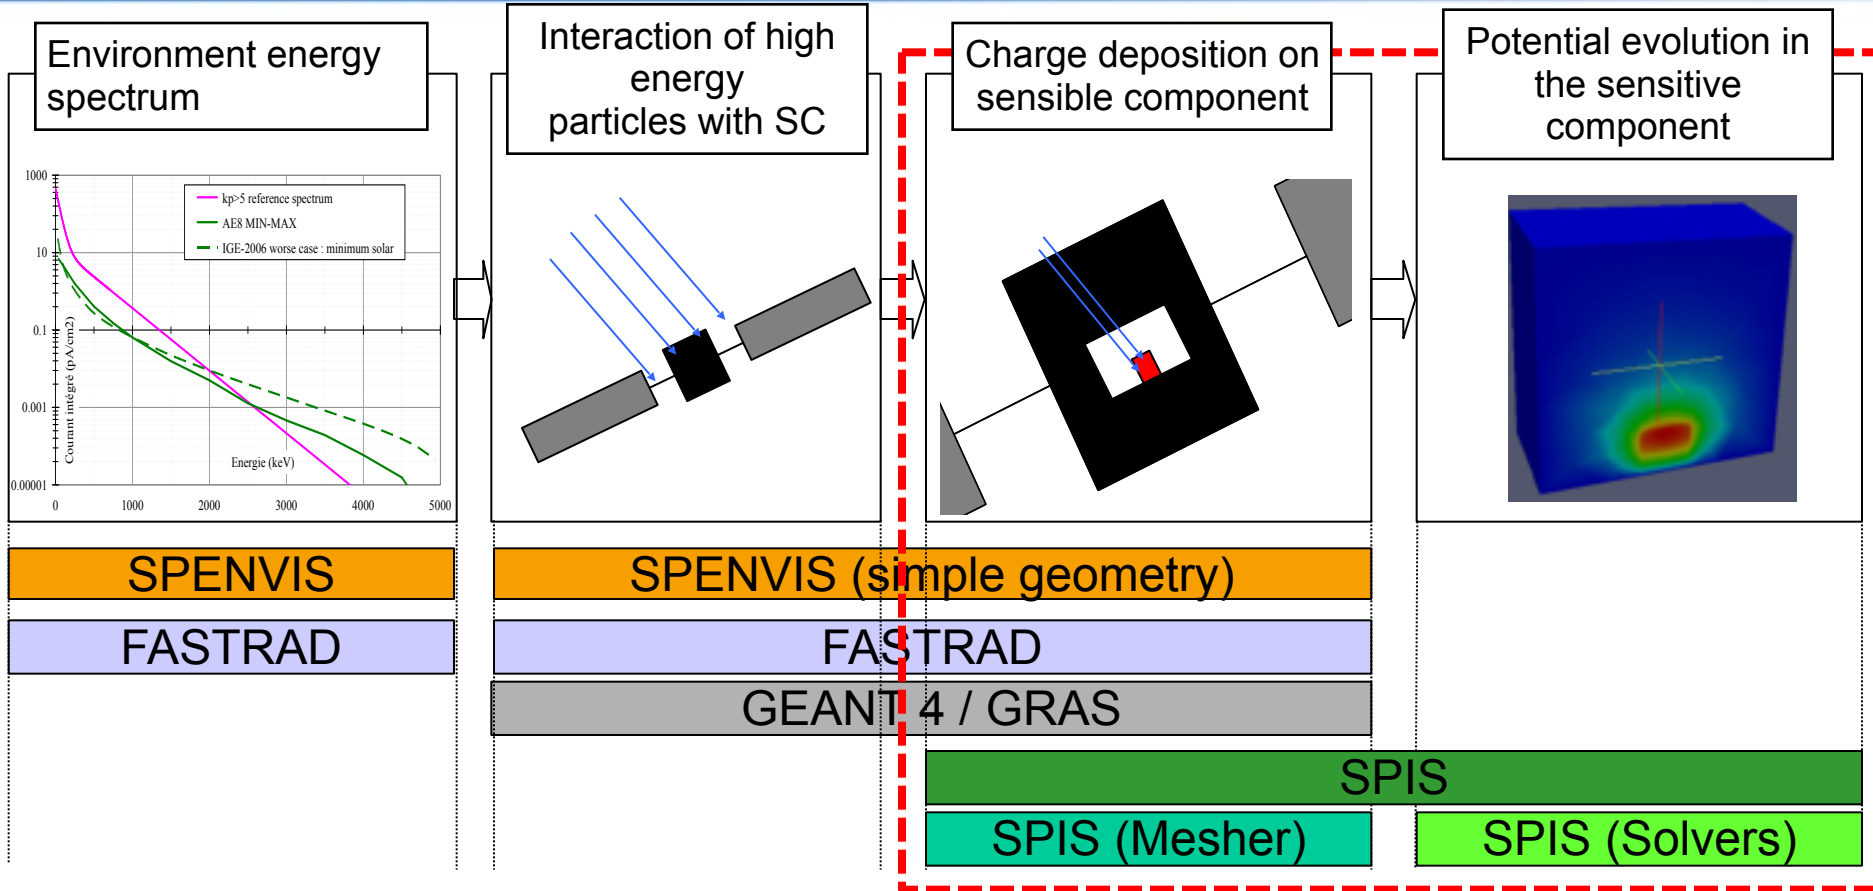 Environment energy
spectrum
Interaction of high
energy
particles with SC
Charge deposition on
sensible component
Potential evolution in
the sensitive
component
1000
10
0.1
0.001
0.00001
Courant intégré (pA/cm2)
kp>5 reference spectrum
AE8 MIN-MAX
IGE-2006 worse case : minimum solar
Energie (keV)
0 1000 2000 3000 4000 5000
SPENVIS
SPENVIS (simple geometry)
FASTRAD
FASTRAD
GEANT 4 / GRAS
SPIS
SPIS (Mesher)
SPIS (Solvers)